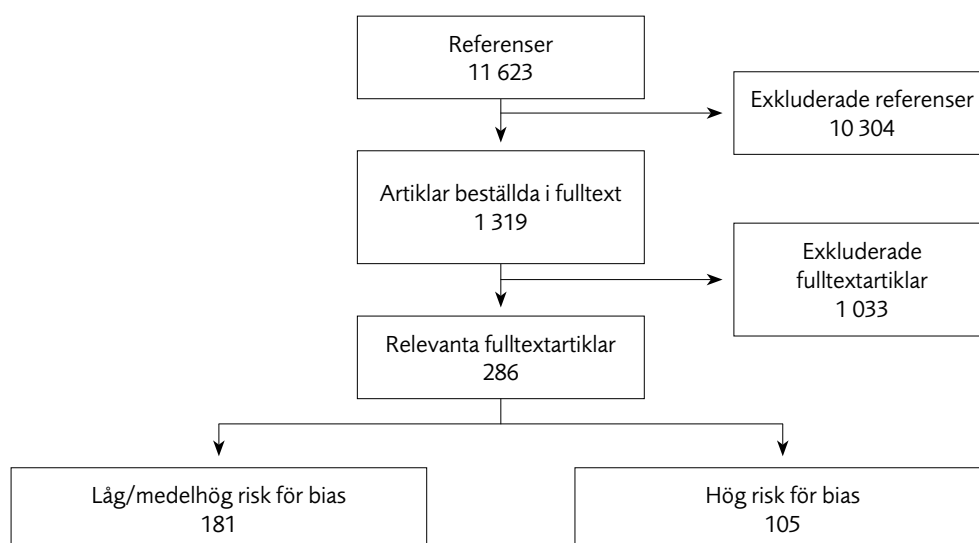 Referenser
11 623
Exkluderade referenser
10 304
Artiklar beställda i fulltext
1 319
Exkluderade
fulltextartiklar
1 033
Relevanta fulltextartiklar
286
Låg/medelhög risk för bias
181
Hög risk för bias
105